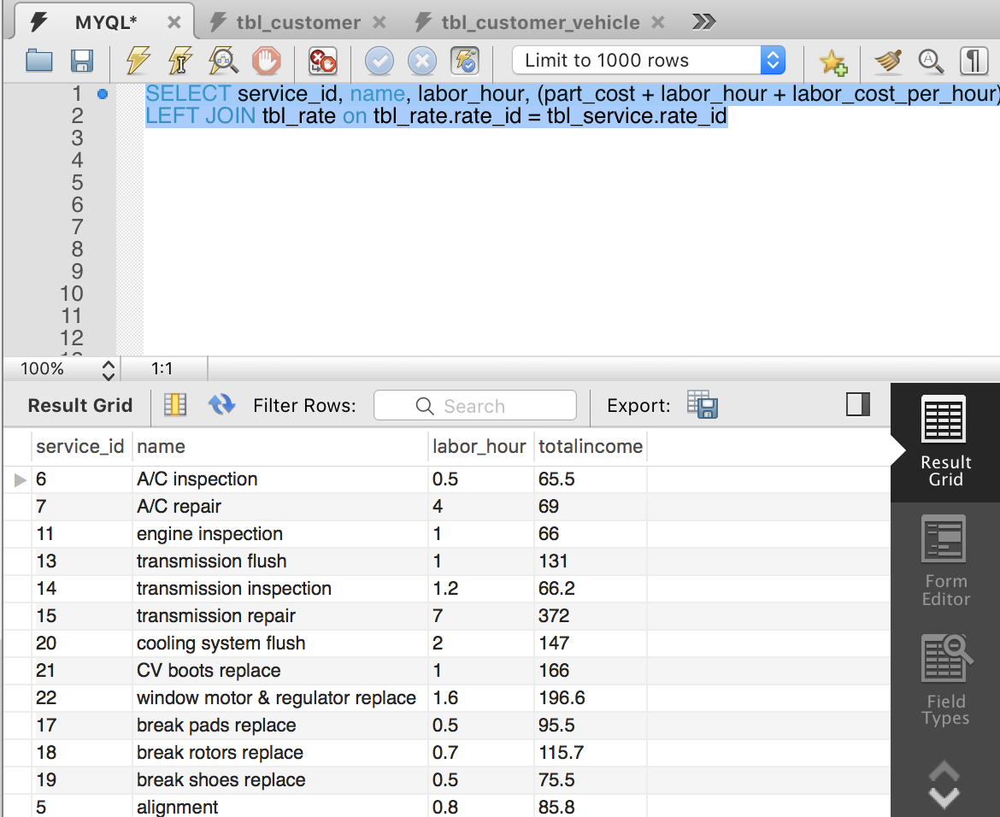 MYQL* tbl_customer tbl_customer_vehicle
Limit to 1000 rows
1 SELECT service_id, name, labor_hour, (part_cost + labor_hour + labor_cost_per_hour)
2 LEFT JOIN tbl_rate on tbl_rate.rate_id = tbl_service.rate_id
3
4
5
6
7
8
9
10
11
12
100% 1:1
Result Grid Filter Rows: Search Export:
service_id name labor_hour totalincome
6 A/C inspection 0.5 65.5
7 A/C repair 4 69
11 engine inspection 1 66
13 transmission flush 1 131
14 transmission inspection 1.2 66.2
15 transmission repair 7 372
20 cooling system flush 2 147
21 CV boots replace 1 166
22 window motor & regulator replace 1.6 196.6
17 break pads replace 0.5 95.5
18 break rotors replace 0.7 115.7
19 break shoes replace 0.5 75.5
5 alignment 0.8 85.8
Result
Grid
Form
Editor
Field
Types